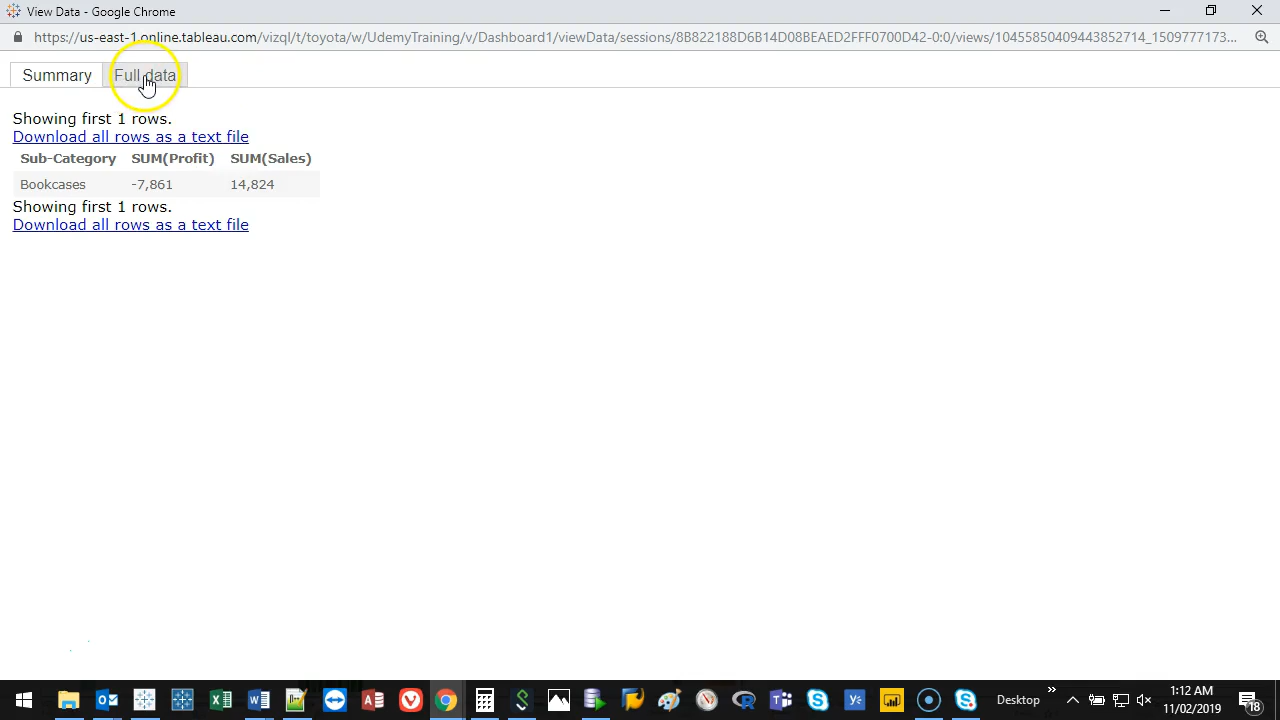 View Data - Google Chrome
https://us-east-1.online.tableau.com/vizql/t/toyota/w/UdemyTraining/v/Dashboard1/viewData/sessions/8B822188D6B14D08BEAED2FFF0700D42-0:0/views/10455850409443852714_1509777173...
Summary Full data
Showing first 1 rows.
Download all rows as a text file
Sub-Category SUM(Profit) SUM(Sales)
Bookcases -7,861 14,824
Showing first 1 rows.
Download all rows as a text file
Desktop
1:12 AM
11/02/2019
18